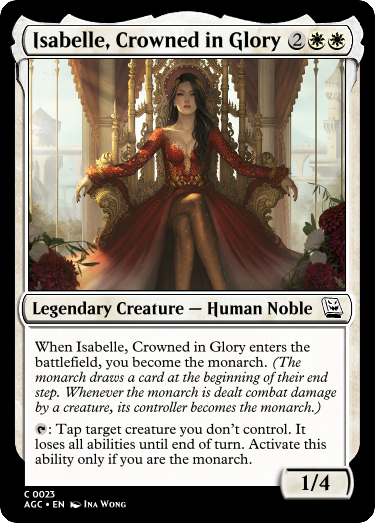 Isabelle, Crowned in Glory 2
Legendary Creature — Human Noble
When Isabelle, Crowned in Glory enters the
battlefield, you become the monarch. (The
monarch draws a card at the beginning of their end
step. Whenever the monarch is dealt combat damage
by a creature, its controller becomes the monarch.)
: Tap target creature you don't control. It
loses all abilities until end of turn. Activate this
ability only if you are the monarch.
1/4
C 0023
AGC • EN Ina Wong